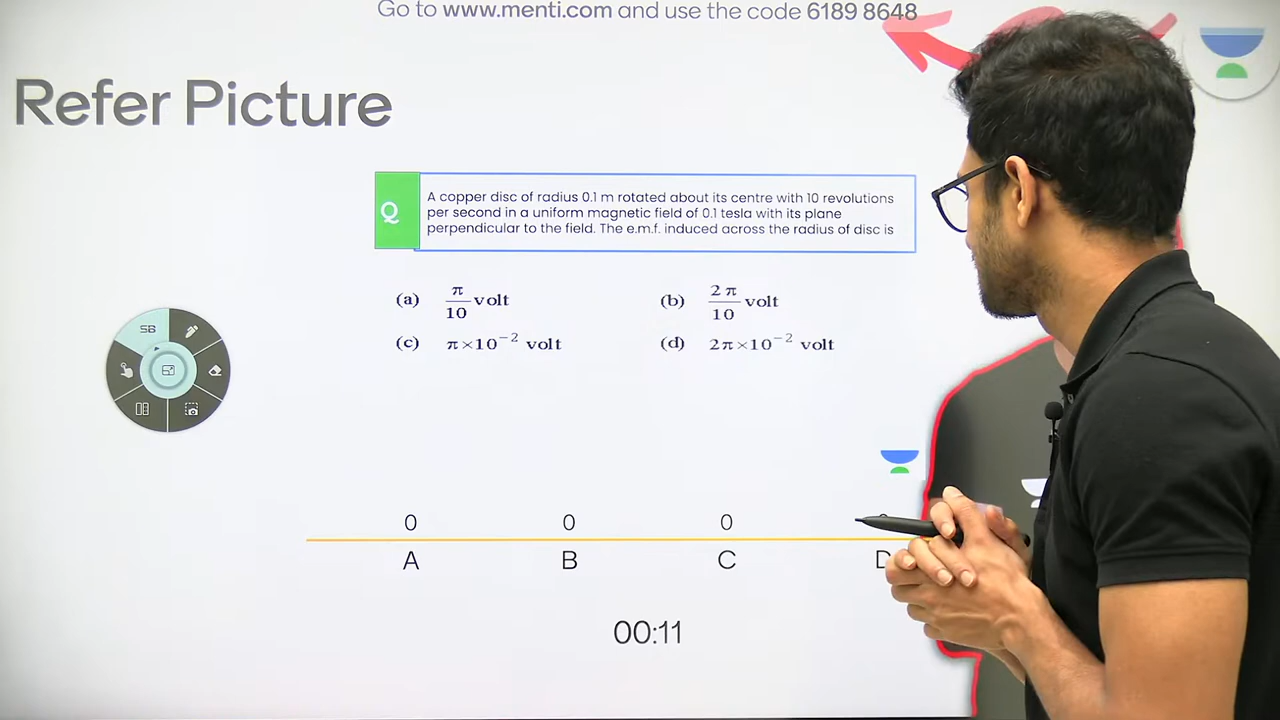 Go to www.menti.com and use the code 6189 8648
Refer Picture
Q
A copper disc of radius 0.1 m rotated about its centre with 10 revolutions
per second in a uniform magnetic field of 0.1 tesla with its plane
perpendicular to the field. The e.m.f. induced across the radius of disc is
(a) π/10 volt (b) 2π/10 volt
(c) π×10⁻² volt (d) 2π×10⁻² volt
SB
0 0 0
A B C D
00:11